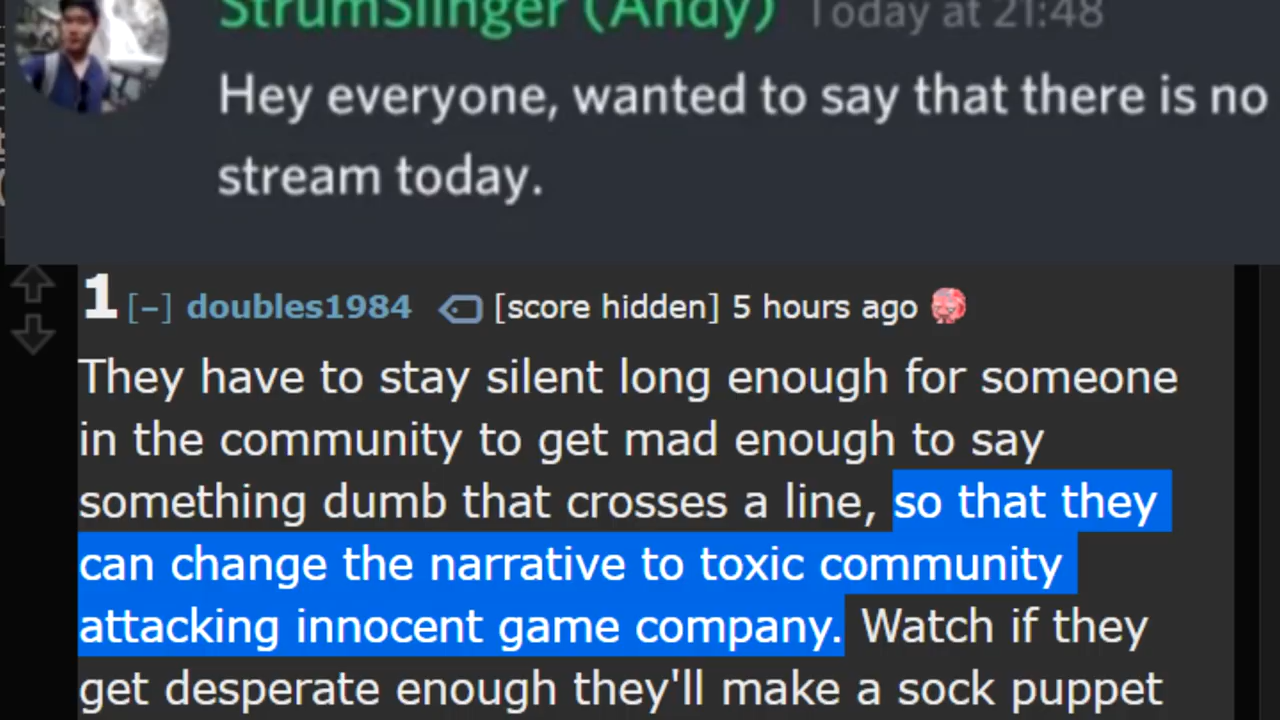 StrumSlinger (Andy) Today at 21:48
Hey everyone, wanted to say that there is no
stream today.
1 [–] doubles1984 [score hidden] 5 hours ago
They have to stay silent long enough for someone
in the community to get mad enough to say
something dumb that crosses a line, so that they
can change the narrative to toxic community
attacking innocent game company. Watch if they
get desperate enough they'll make a sock puppet